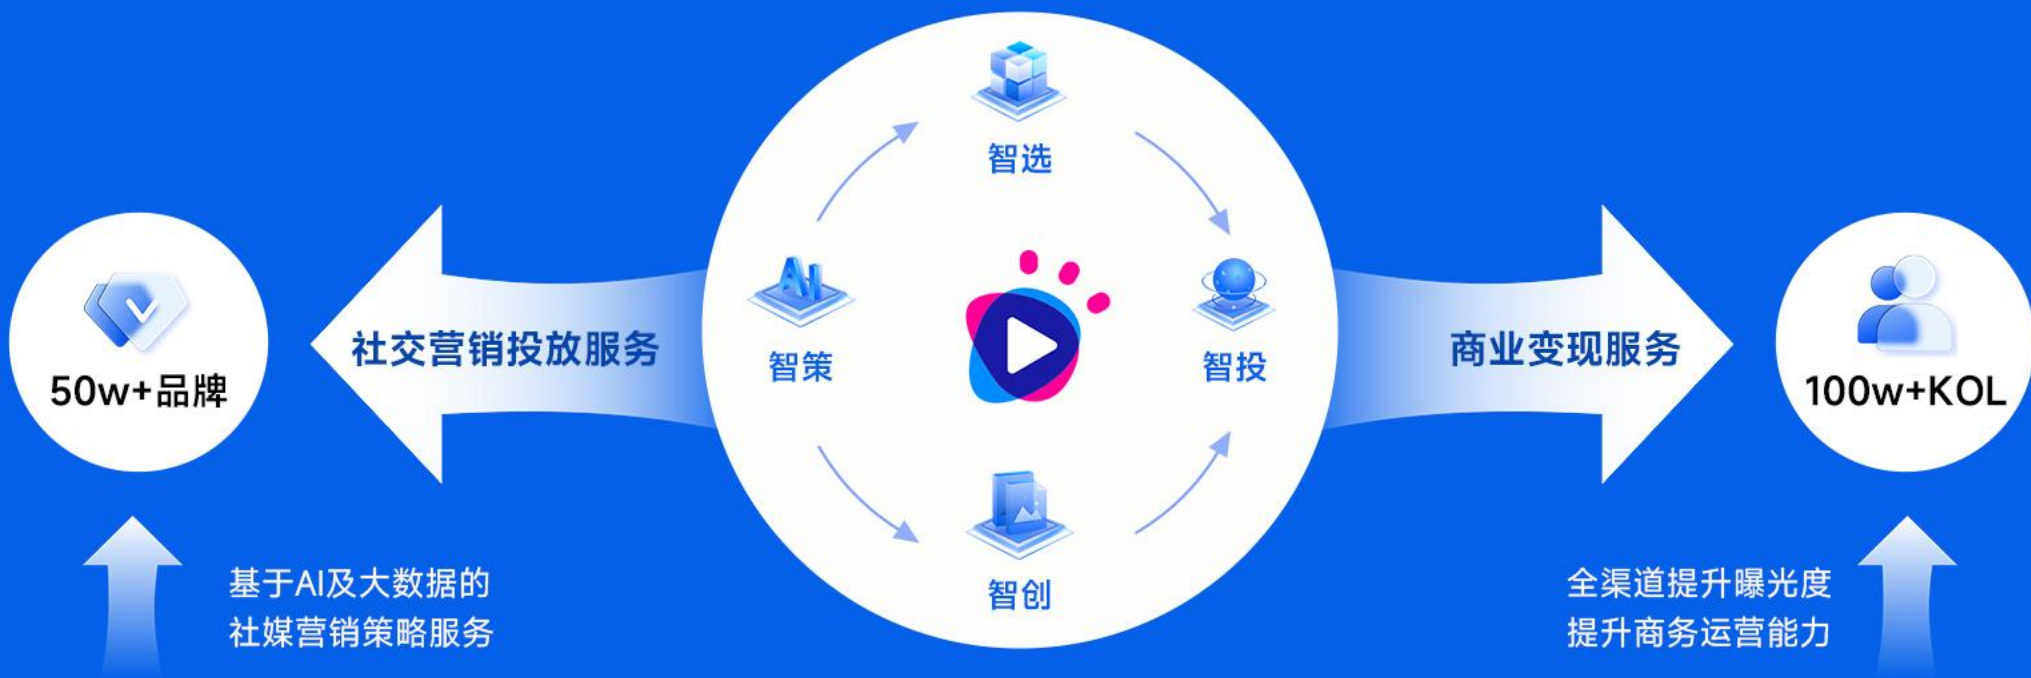 智选
AI
智策
智投
智创
社交营销投放服务
50w+品牌
基于AI及大数据的
社媒营销策略服务
商业变现服务
100w+KOL
全渠道提升曝光度
提升商务运营能力